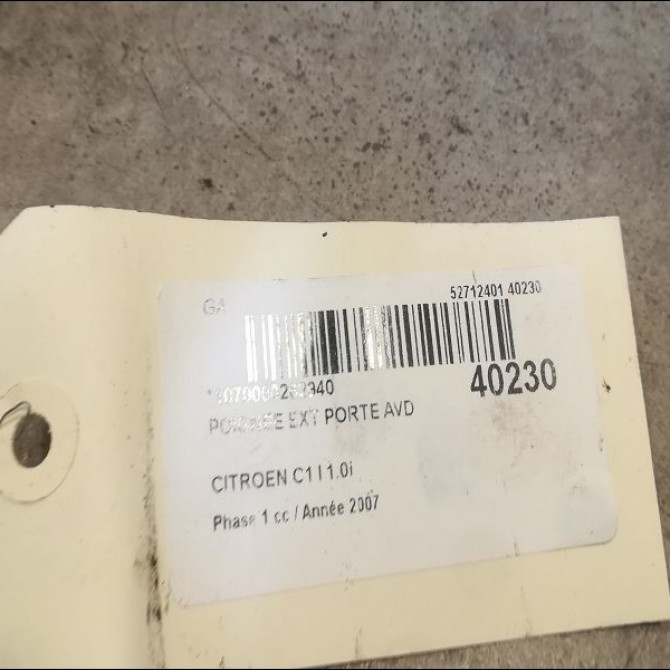 GA
52712401 40230
40230
POIGNEE EXT PORTE AVD
CITROEN C1 I 1.0i
Phase 1 cc / Année 2007